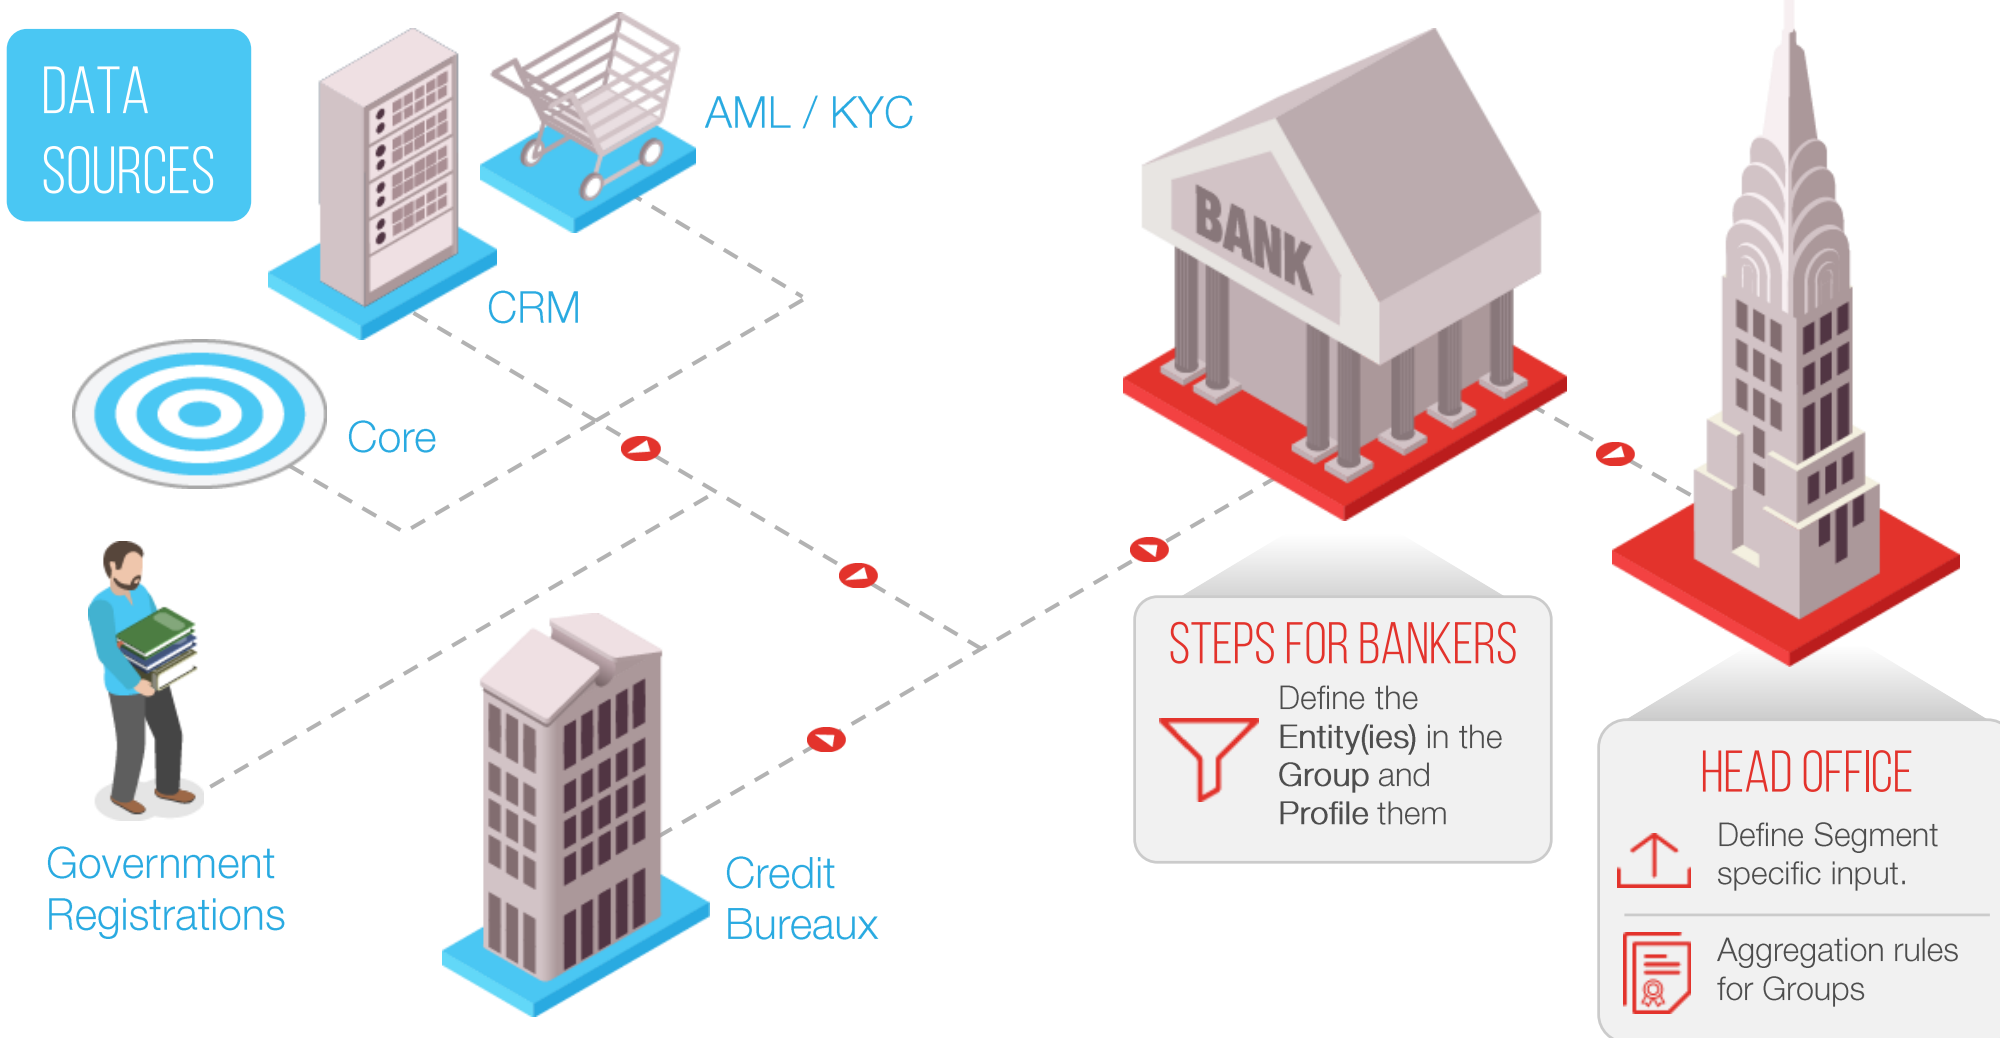 DATA
SOURCES
AML / KYC
CRM
Core
Government
Registrations
Credit
Bureaux
BANK
STEPS FOR BANKERS
Define the
Entity(ies) in the
Group and
Profile them
HEAD OFFICE
Define Segment
specific input.
Aggregation rules
for Groups